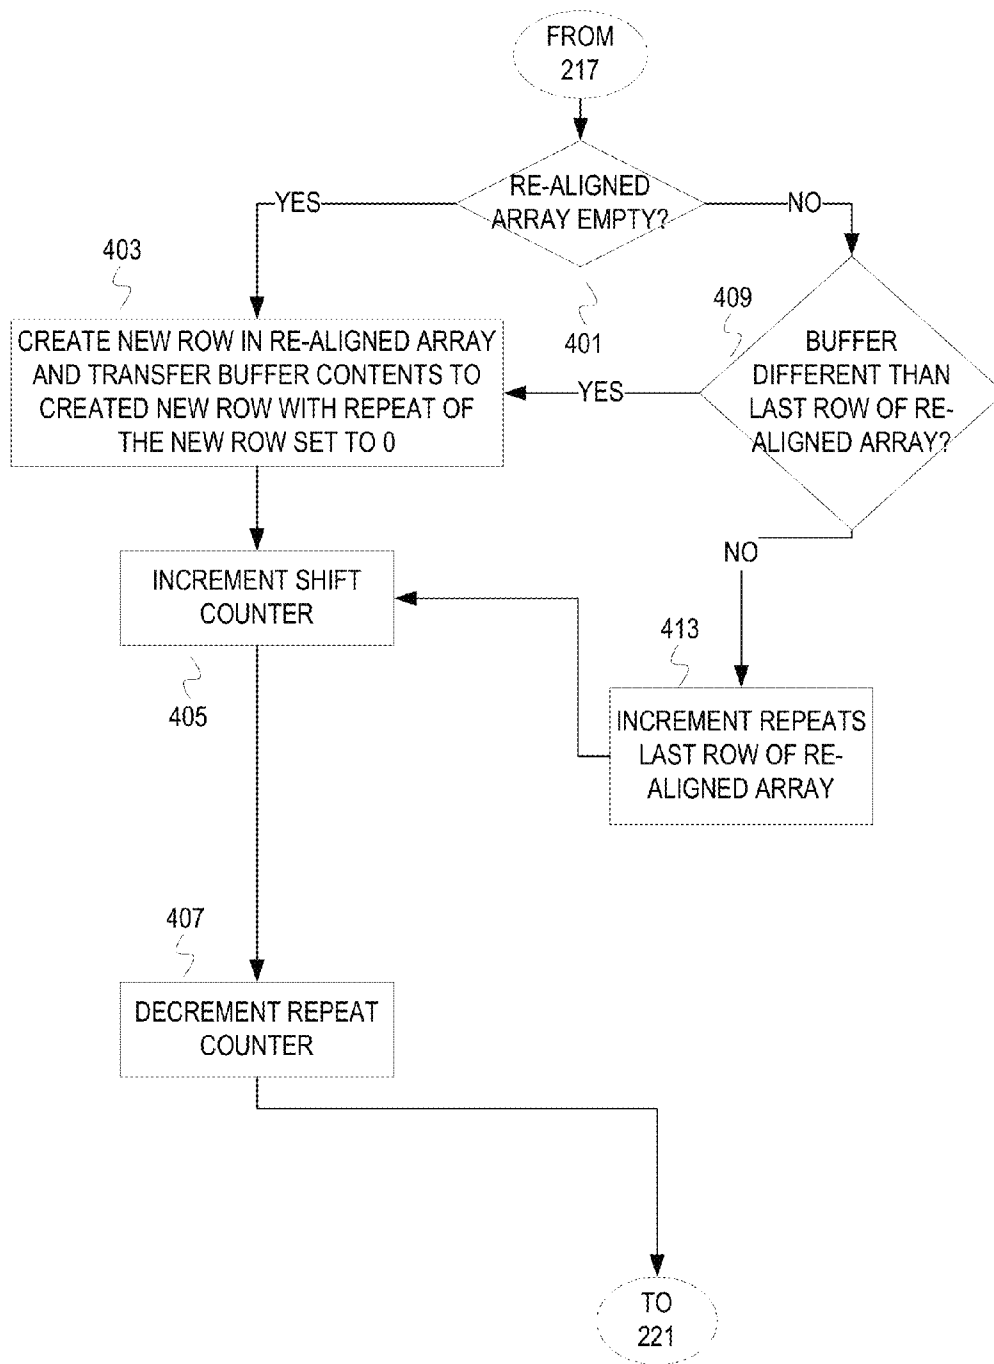 FROM
217
RE-ALIGNED
ARRAY EMPTY?
YES
NO
403
401
409
CREATE NEW ROW IN RE-ALIGNED ARRAY
AND TRANSFER BUFFER CONTENTS TO
CREATED NEW ROW WITH REPEAT OF
THE NEW ROW SET TO 0
YES
BUFFER
DIFFERENT THAN
LAST ROW OF RE-
ALIGNED ARRAY?
NO
INCREMENT SHIFT
COUNTER
405
413
INCREMENT REPEATS
LAST ROW OF RE-
ALIGNED ARRAY
407
DECREMENT REPEAT
COUNTER
TO
221